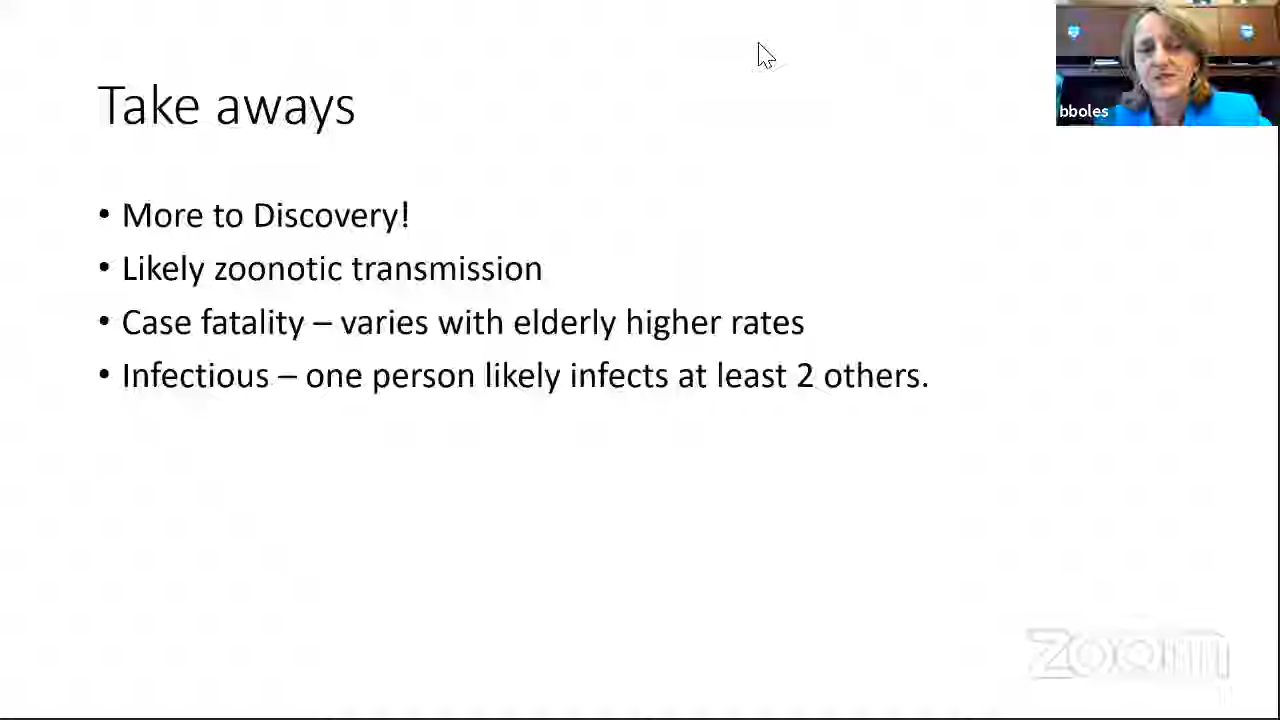 bboles
Take aways
• More to Discovery!
• Likely zoonotic transmission
• Case fatality – varies with elderly higher rates
• Infectious – one person likely infects at least 2 others.
zoom